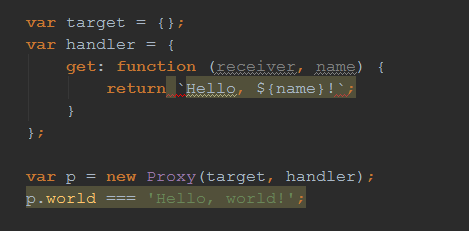 var target = {};
var handler = {
    get: function (receiver, name) {
        return `Hello, ${name}!`;
    }
};

var p = new Proxy(target, handler);
p.world === 'Hello, world!';